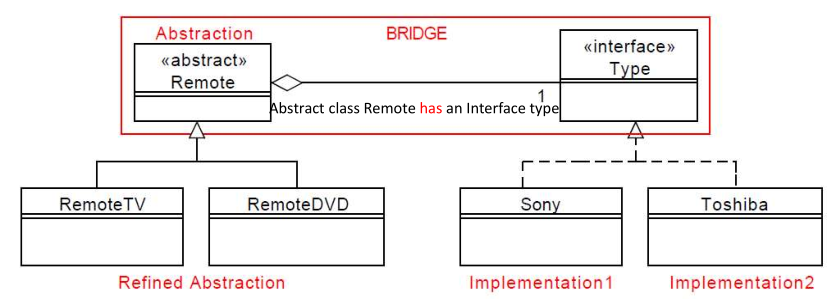 Abstraction
BRIDGE
«abstract»
Remote
«interface»
Type
1
Abstract class Remote has an Interface type
RemoteTV
RemoteDVD
Sony
Toshiba
Refined Abstraction
Implementation1
Implementation2